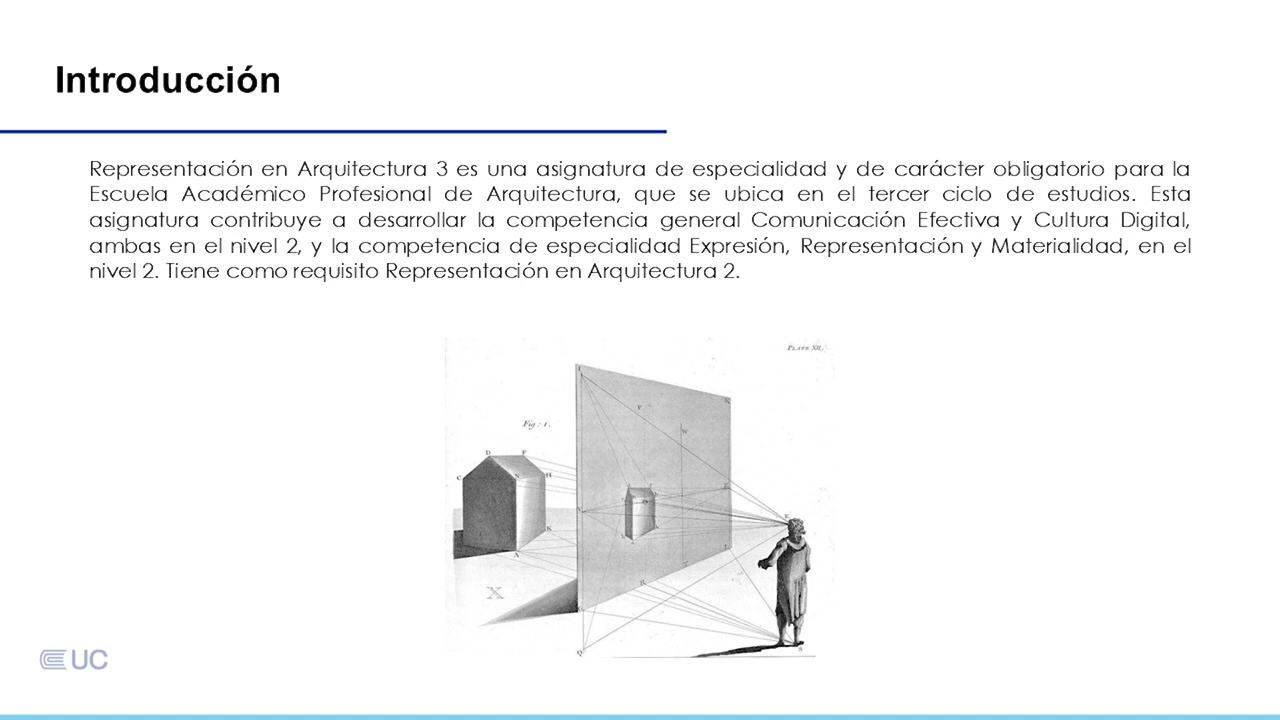 Introducción
Representación en Arquitectura 3 es una asignatura de especialidad y de carácter obligatorio para la
Escuela Académico Profesional de Arquitectura, que se ubica en el tercer ciclo de estudios. Esta
asignatura contribuye a desarrollar la competencia general Comunicación Efectiva y Cultura Digital,
ambas en el nivel 2, y la competencia de especialidad Expresión, Representación y Materialidad, en el
nivel 2. Tiene como requisito Representación en Arquitectura 2.
PLATE XII.
Fig: 1.
D F
C
H
K
A
X
I
V
W
E
Q
S
UC